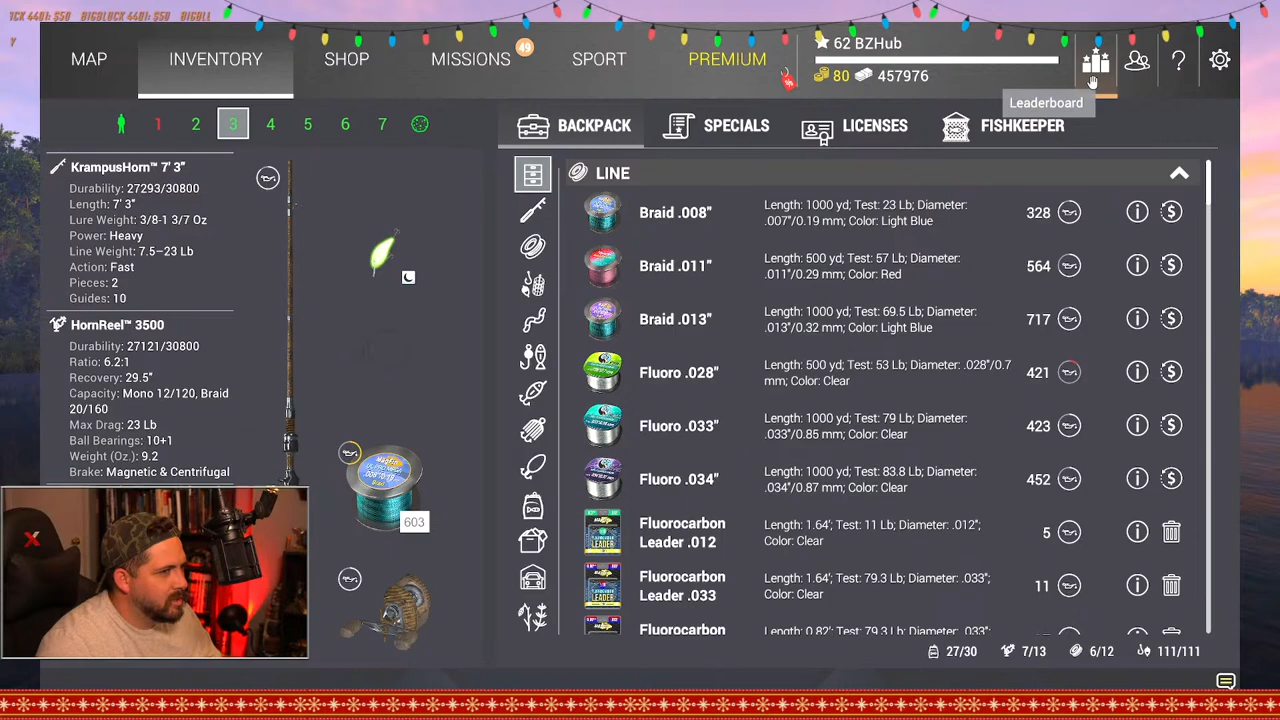 MAP
INVENTORY
SHOP
MISSIONS
49
SPORT
PREMIUM
62 BZHub
80 457976
Leaderboard
1 2 3 4 5 6 7
BACKPACK
SPECIALS
LICENSES
FISHKEEPER
KrampusHorn™ 7' 3"
Durability: 27293/30800
Length: 7' 3"
Lure Weight: 3/8-1 3/7 Oz
Power: Heavy
Line Weight: 7.5–23 Lb
Action: Fast
Pieces: 2
Guides: 10
HornReel™ 3500
Durability: 27121/30800
Ratio: 6.2:1
Recovery: 29.5"
Capacity: Mono 12/120, Braid
20/160
Max Drag: 23 Lb
Ball Bearings: 10+1
Weight (Oz.): 9.2
Brake: Magnetic & Centrifugal
603
LINE
Braid .008"
Length: 1000 yd; Test: 23 Lb; Diameter:
.007"/0.19 mm; Color: Light Blue
328
Braid .011"
Length: 500 yd; Test: 57 Lb; Diameter:
.011"/0.29 mm; Color: Red
564
Braid .013"
Length: 1000 yd; Test: 69.5 Lb; Diameter:
.013"/0.32 mm; Color: Light Blue
717
Fluoro .028"
Length: 500 yd; Test: 53 Lb; Diameter: .028"/0.7
mm; Color: Clear
421
Fluoro .033"
Length: 1000 yd; Test: 79 Lb; Diameter:
.033"/0.85 mm; Color: Clear
423
Fluoro .034"
Length: 1000 yd; Test: 83.8 Lb; Diameter:
.034"/0.87 mm; Color: Clear
452
Fluorocarbon
Leader .012
Length: 1.64'; Test: 11 Lb; Diameter: .012";
Color: Clear
5
Fluorocarbon
Leader .033
Length: 1.64'; Test: 79.3 Lb; Diameter: .033";
Color: Clear
11
Fluorocarbon
Length: 0.82'; Test: 79.3 Lb; Diameter: .033";
27/30
7/13
6/12
111/111